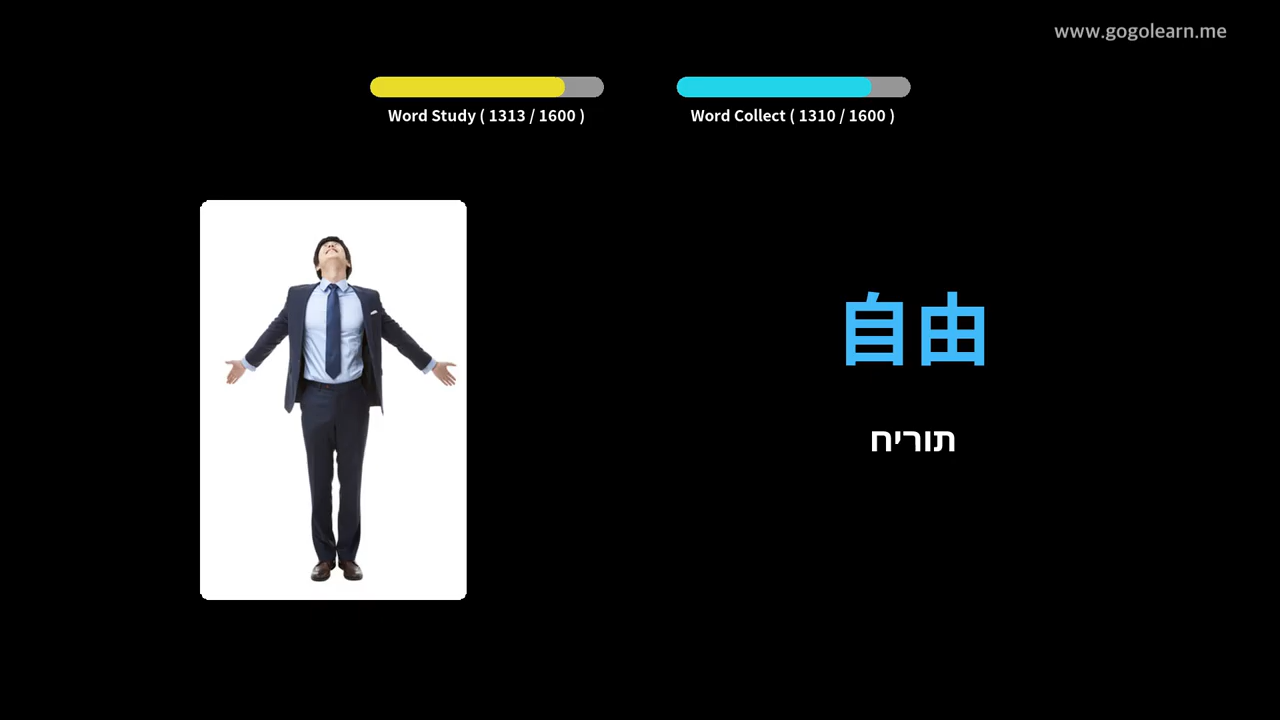 www.gogolearn.me
Word Study ( 1313 / 1600 )
Word Collect ( 1310 / 1600 )
自由
תוריח